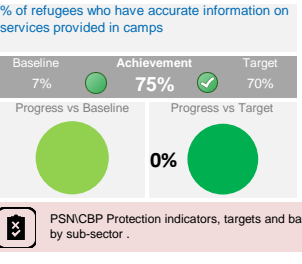 % of refugees who have accurate information on
services provided in camps
Baseline Achievement Target
7% 75% 70%
Progress vs Baseline Progress vs Target
0%
PSN\CBP Protection indicators, targets and ba
by sub-sector .